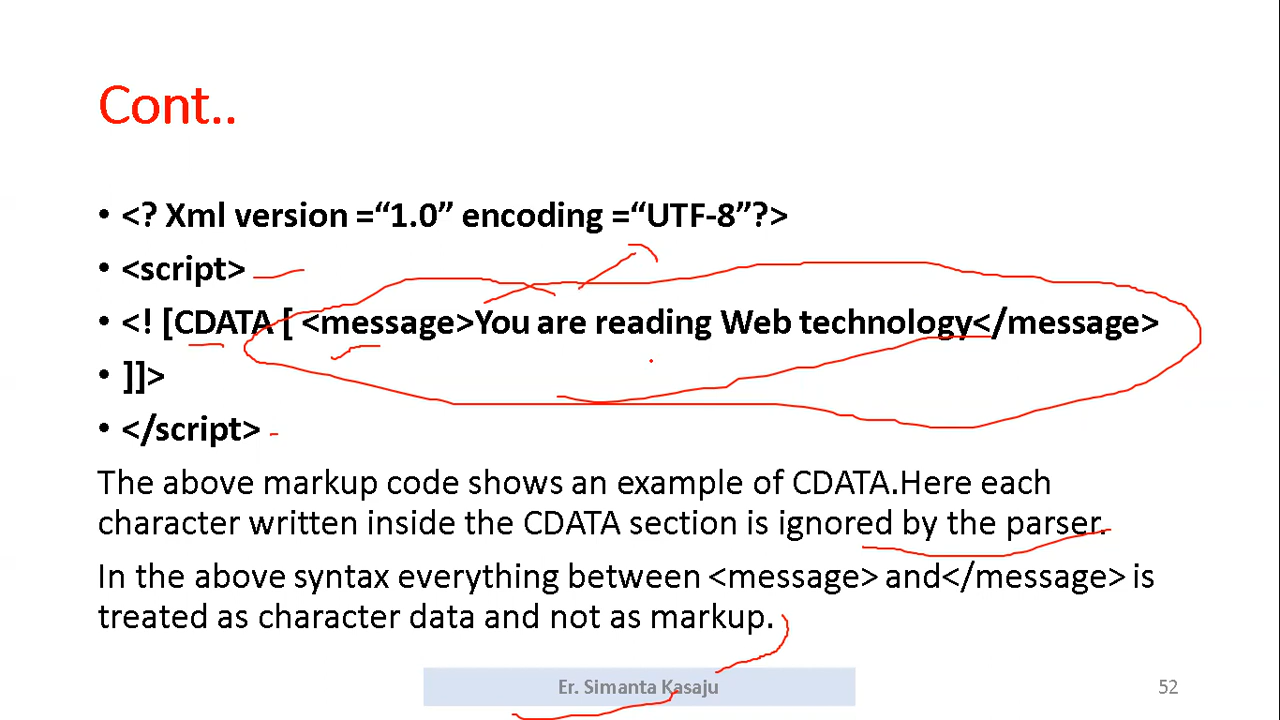 Cont..
• <? Xml version =“1.0” encoding =“UTF-8”?>
• <script>
• <! [CDATA [ <message>You are reading Web technology</message>
• ]]>
• </script>
The above markup code shows an example of CDATA.Here each
character written inside the CDATA section is ignored by the parser.
In the above syntax everything between <message> and</message> is
treated as character data and not as markup.
Er. Simanta Kasaju
52